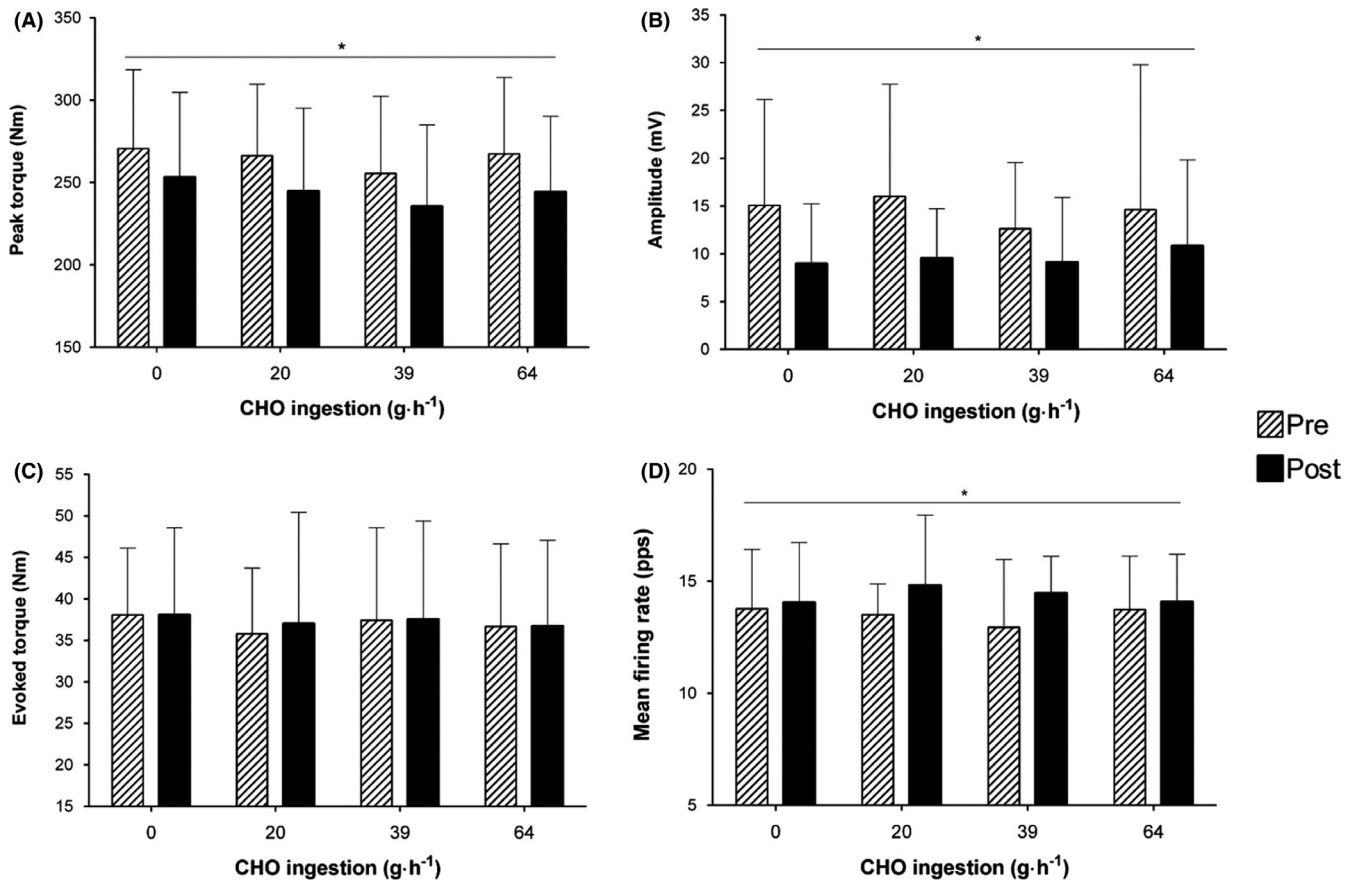 (A)
350
300
250
200
150
Peak torque (Nm)
*
0 20 39 64
CHO ingestion (g·h-1)
(B)
35
30
25
20
15
10
5
0
Amplitude (mV)
*
0 20 39 64
CHO ingestion (g·h-1)
Pre
Post
(C)
55
50
45
40
35
30
25
20
15
Evoked torque (Nm)
0 20 39 64
CHO ingestion (g·h-1)
(D)
20
15
10
5
Mean firing rate (pps)
*
0 20 39 64
CHO ingestion (g·h-1)